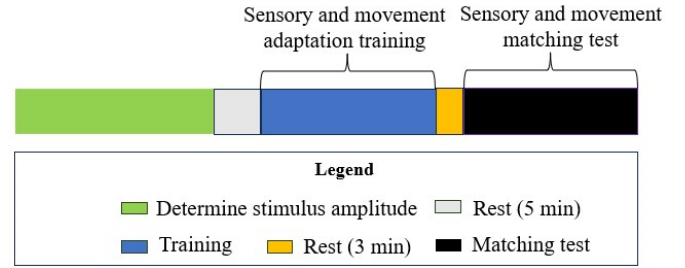 Sensory and movement
adaptation training
Sensory and movement
matching test
Legend
Determine stimulus amplitude
Rest (5 min)
Training
Rest (3 min)
Matching test